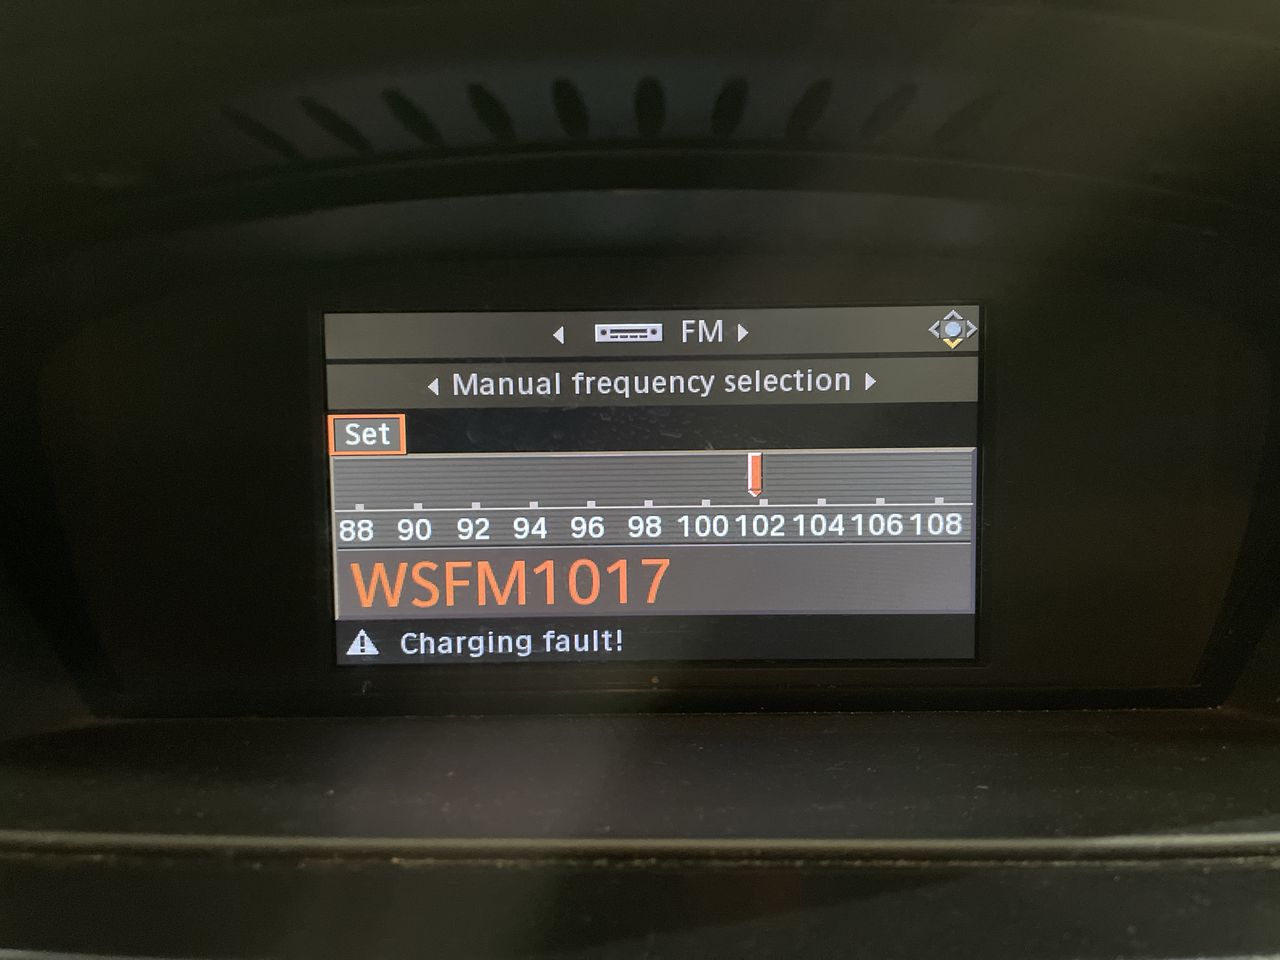 FM
Manual frequency selection
Set
88 90 92 94 96 98 100 102 104 106 108
WSFM1017
Charging fault!